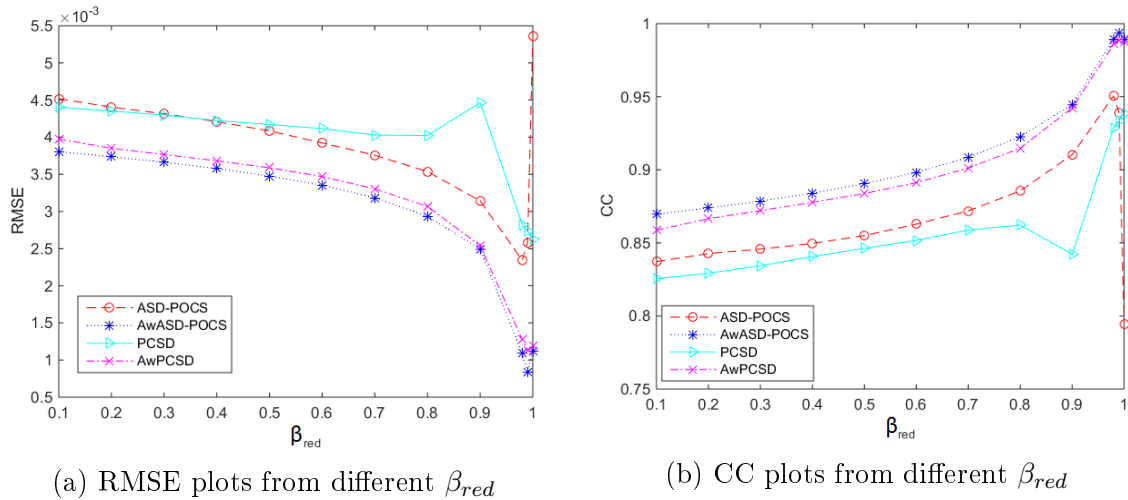 ×10⁻³
5.5
5
4.5
4
3.5
3
2.5
2
1.5
1
0.5
RMSE
0.1 0.2 0.3 0.4 0.5 0.6 0.7 0.8 0.9 1
β_red
ASD-POCS
AwASD-POCS
PCSD
AwPCSD
(a) RMSE plots from different β_red
1
0.95
0.9
0.85
0.8
0.75
CC
0.1 0.2 0.3 0.4 0.5 0.6 0.7 0.8 0.9 1
β_red
ASD-POCS
AwASD-POCS
PCSD
AwPCSD
(b) CC plots from different β_red